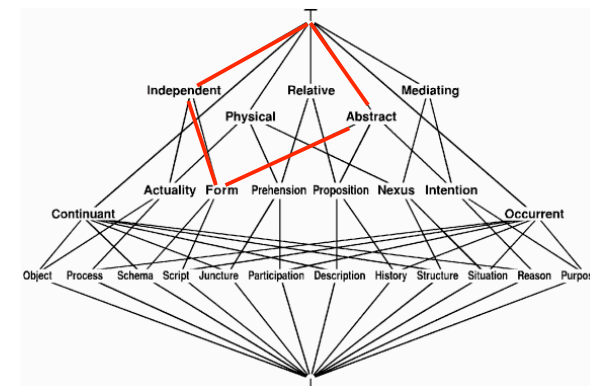 T
Independent Relative Mediating
Physical Abstract
Actuality Form Prehension Proposition Nexus Intention
Continuant Occurrent
Object Process Schema Script Juncture Participation Description History Structure Situation Reason Purpos